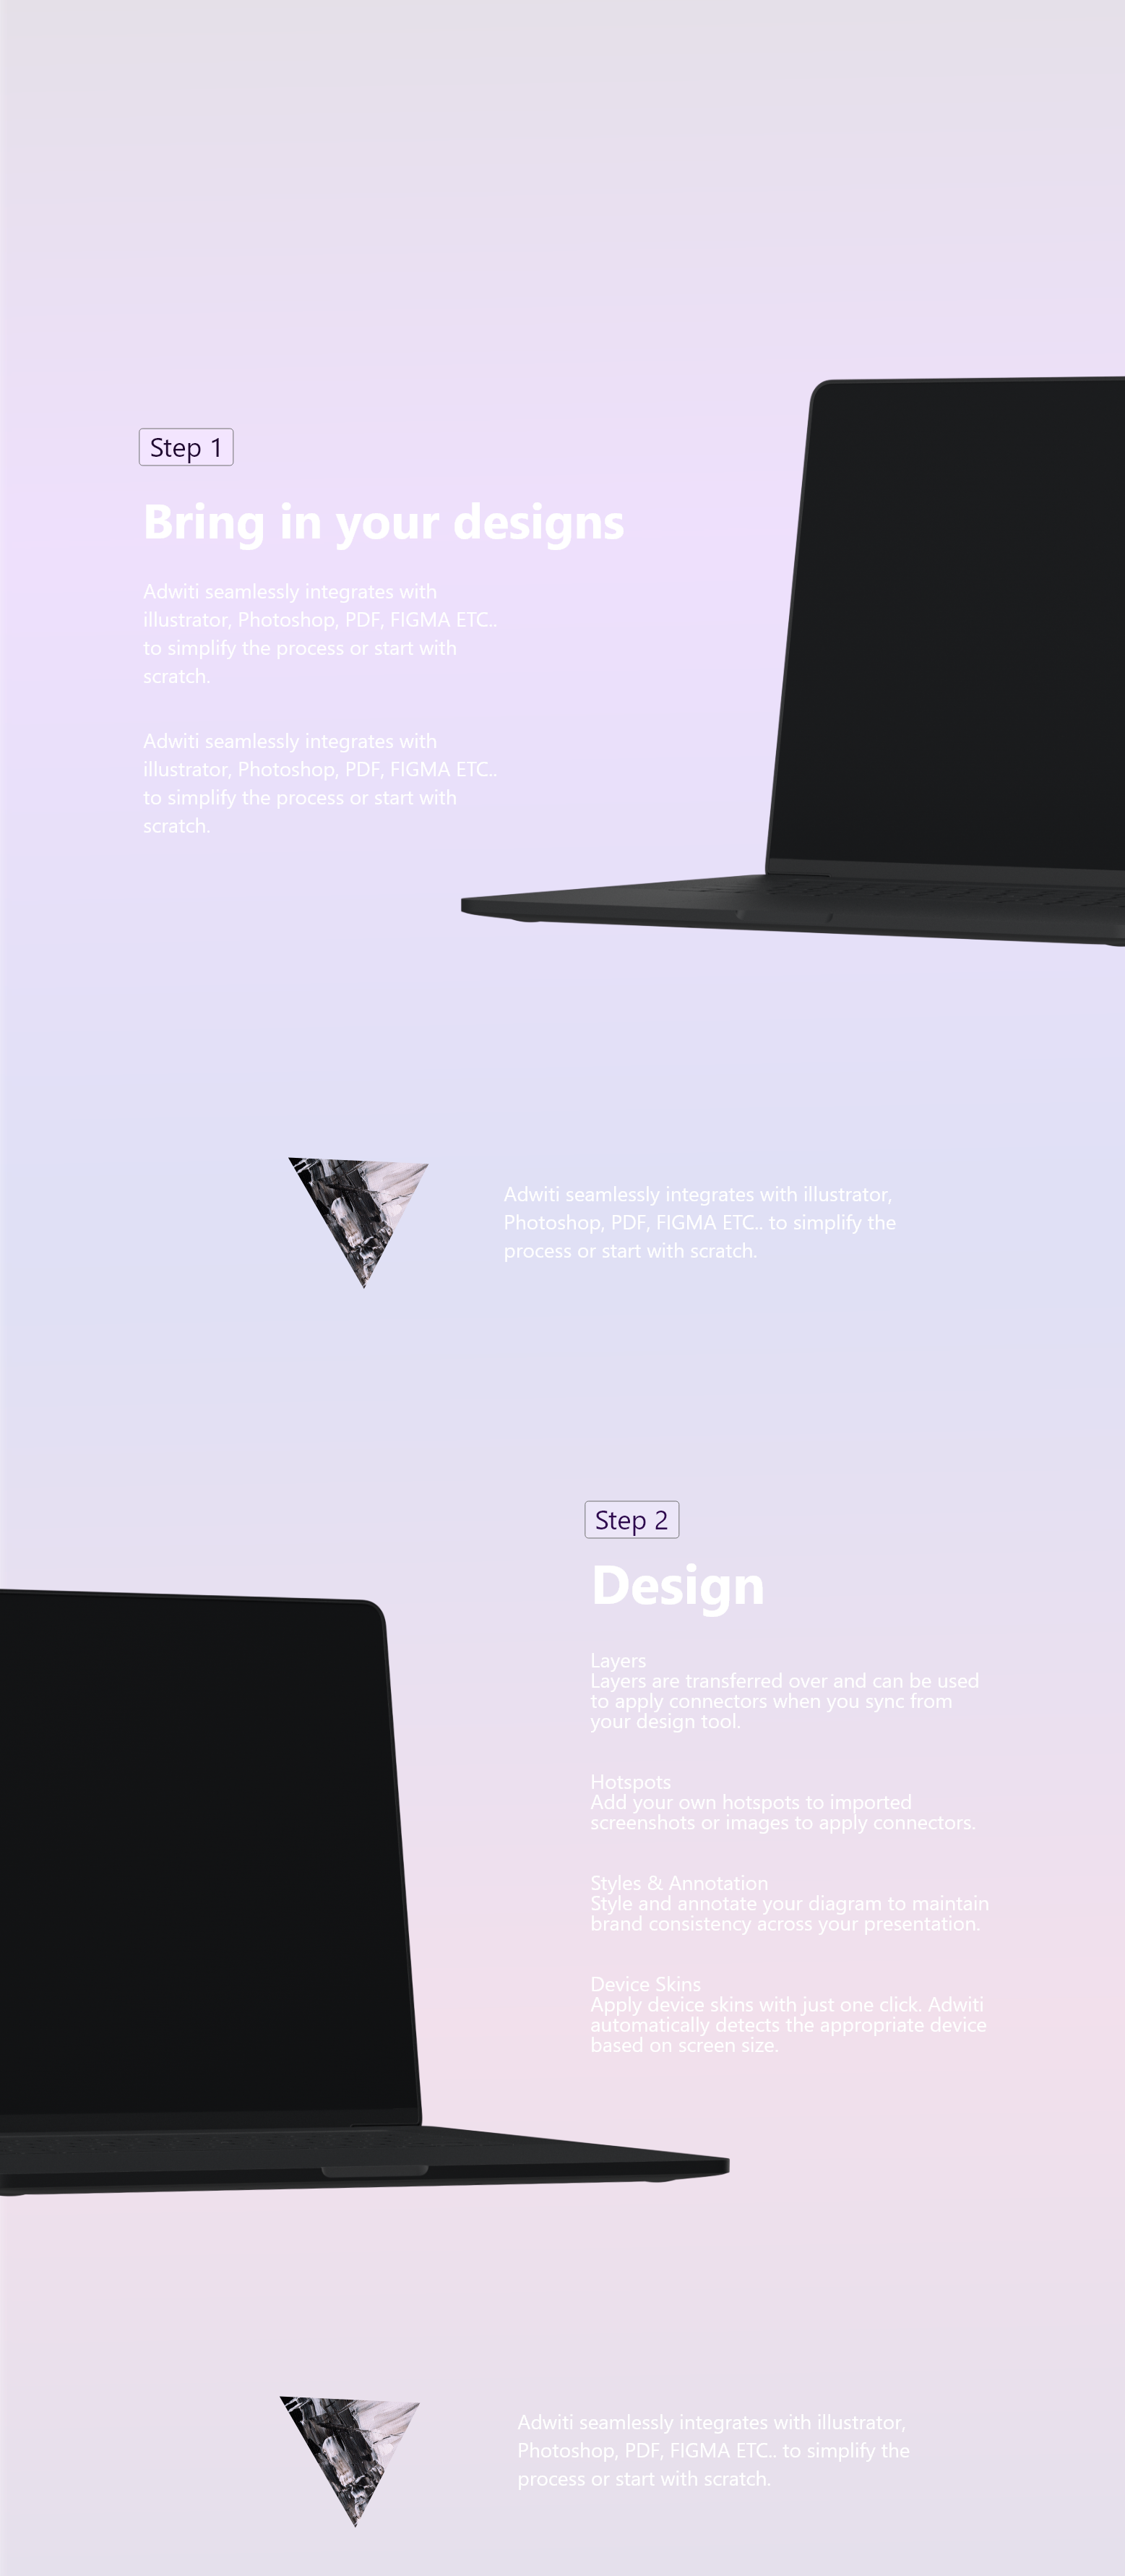 Step 1
Bring in your designs
Adwiti seamlessly integrates with
illustrator, Photoshop, PDF, FIGMA ETC..
to simplify the process or start with
scratch.
Adwiti seamlessly integrates with
illustrator, Photoshop, PDF, FIGMA ETC..
to simplify the process or start with
scratch.
Adwiti seamlessly integrates with illustrator,
Photoshop, PDF, FIGMA ETC.. to simplify the
process or start with scratch.
Step 2
Design
Layers
Layers are transferred over and can be used
to apply connectors when you sync from
your design tool.
Hotspots
Add your own hotspots to imported
screenshots or images to apply connectors.
Styles & Annotation
Style and annotate your diagram to maintain
brand consistency across your presentation.
Device Skins
Apply device skins with just one click. Adwiti
automatically detects the appropriate device
based on screen size.
Adwiti seamlessly integrates with illustrator,
Photoshop, PDF, FIGMA ETC.. to simplify the
process or start with scratch.